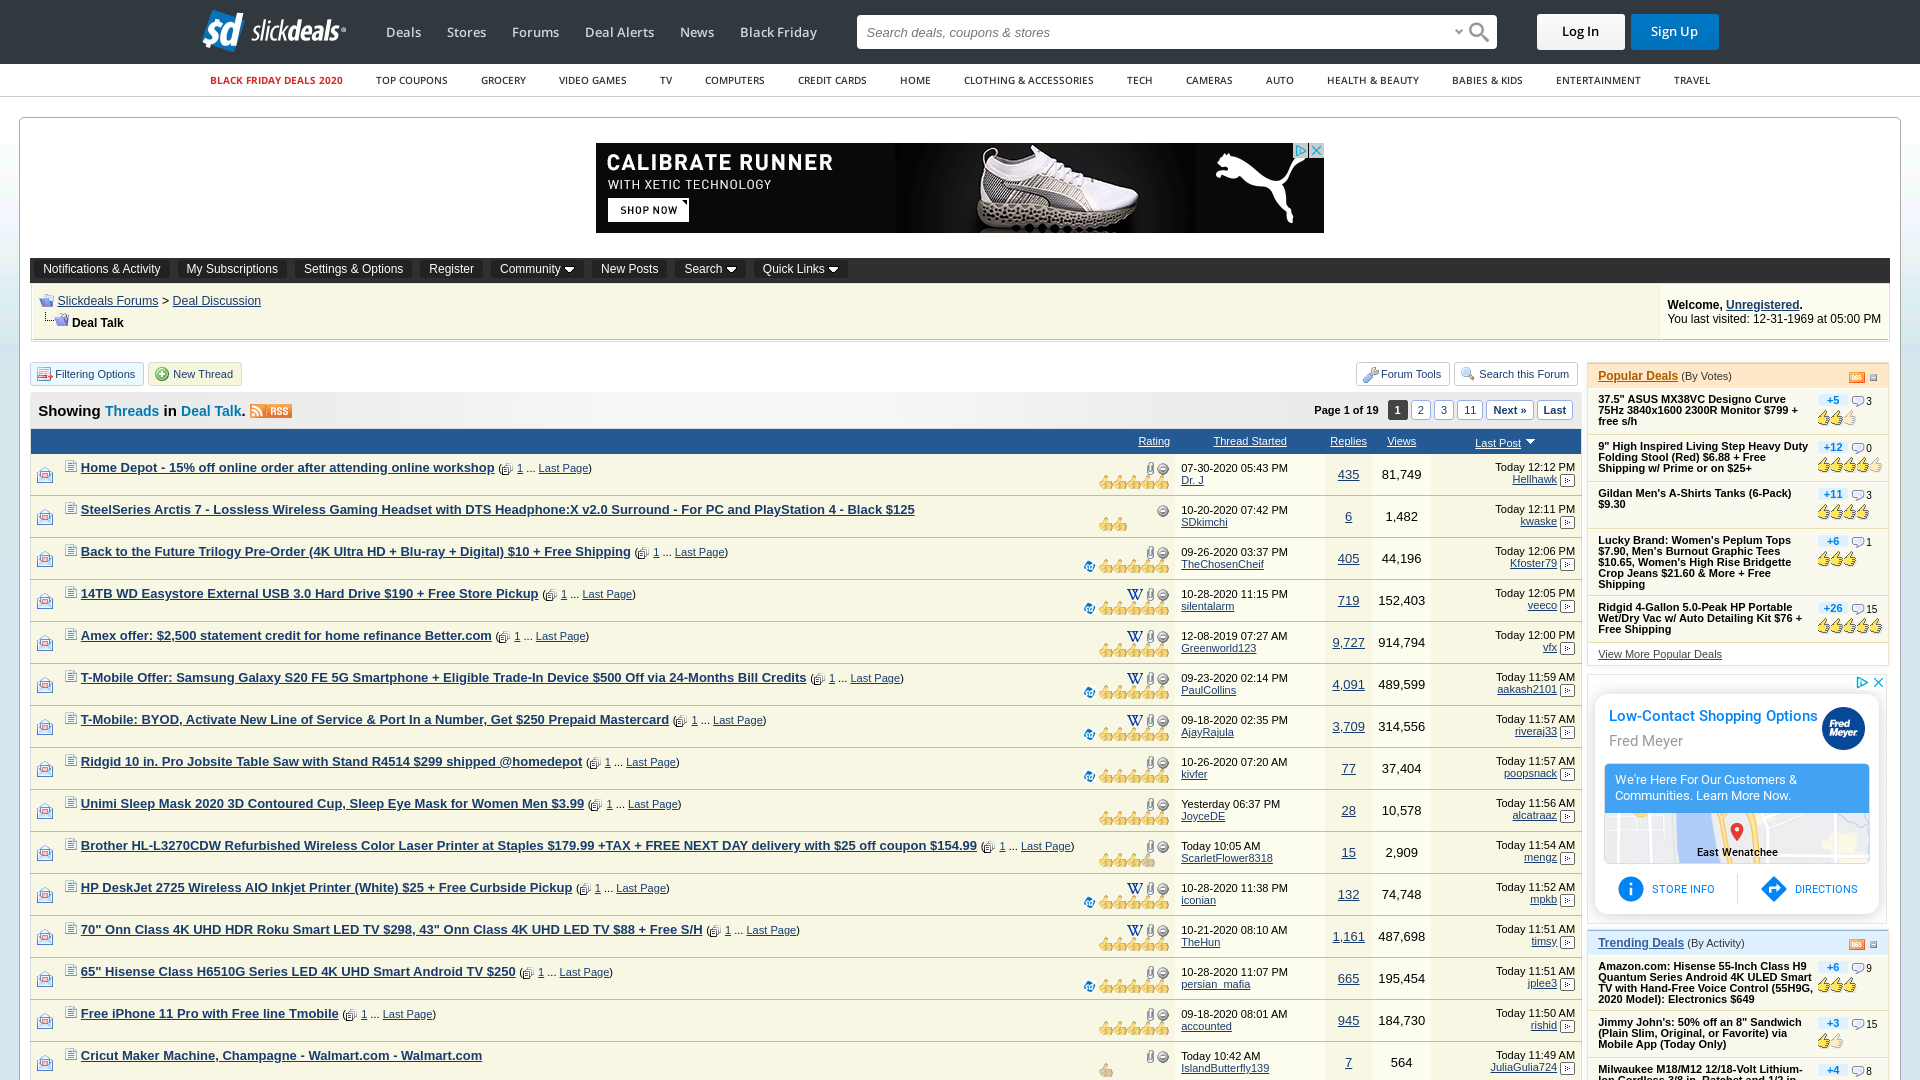 slickdeals
Deals Stores Forums Deal Alerts News Black Friday
Search deals, coupons & stores
Log In Sign Up
BLACK FRIDAY DEALS 2020 TOP COUPONS GROCERY VIDEO GAMES TV COMPUTERS CREDIT CARDS HOME CLOTHING & ACCESSORIES TECH CAMERAS AUTO HEALTH & BEAUTY BABIES & KIDS ENTERTAINMENT TRAVEL
CALIBRATE RUNNER
WITH XETIC TECHNOLOGY
SHOP NOW
Notifications & Activity My Subscriptions Settings & Options Register Community New Posts Search Quick Links
Slickdeals Forums > Deal Discussion
Deal Talk
Welcome, Unregistered.
You last visited: 12-31-1969 at 05:00 PM
Filtering Options New Thread
Forum Tools Search this Forum
Showing Threads in Deal Talk. RSS
Page 1 of 19 1 2 3 11 Next » Last
Rating Thread Started Replies Views Last Post
Home Depot - 15% off online order after attending online workshop ( 1 ... Last Page) 07-30-2020 05:43 PM Dr. J 435 81,749 Today 12:12 PM Hellhawk
SteelSeries Arctis 7 - Lossless Wireless Gaming Headset with DTS Headphone:X v2.0 Surround - For PC and PlayStation 4 - Black $125 10-20-2020 07:42 PM SDkimchi 6 1,482 Today 12:11 PM kwaske
Back to the Future Trilogy Pre-Order (4K Ultra HD + Blu-ray + Digital) $10 + Free Shipping ( 1 ... Last Page) 09-26-2020 03:37 PM TheChosenCheif 405 44,196 Today 12:06 PM Kfoster79
14TB WD Easystore External USB 3.0 Hard Drive $190 + Free Store Pickup ( 1 ... Last Page) 10-28-2020 11:15 PM silentalarm 719 152,403 Today 12:05 PM veeco
Amex offer: $2,500 statement credit for home refinance Better.com ( 1 ... Last Page) 12-08-2019 07:27 AM Greenworld123 9,727 914,794 Today 12:00 PM vfx
T-Mobile Offer: Samsung Galaxy S20 FE 5G Smartphone + Eligible Trade-In Device $500 Off via 24-Months Bill Credits ( 1 ... Last Page) 09-23-2020 02:14 PM PaulCollins 4,091 489,599 Today 11:59 AM aakash2101
T-Mobile: BYOD, Activate New Line of Service & Port In a Number, Get $250 Prepaid Mastercard ( 1 ... Last Page) 09-18-2020 02:35 PM AjayRajula 3,709 314,556 Today 11:57 AM riveraj33
Ridgid 10 in. Pro Jobsite Table Saw with Stand R4514 $299 shipped @homedepot ( 1 ... Last Page) 10-26-2020 07:20 AM kivfer 77 37,404 Today 11:57 AM poopsnack
Unimi Sleep Mask 2020 3D Contoured Cup, Sleep Eye Mask for Women Men $3.99 ( 1 ... Last Page) Yesterday 06:37 PM JoyceDE 28 10,578 Today 11:56 AM alcatraaz
Brother HL-L3270CDW Refurbished Wireless Color Laser Printer at Staples $179.99 +TAX + FREE NEXT DAY delivery with $25 off coupon $154.99 ( 1 ... Last Page) Today 10:05 AM ScarletFlower8318 15 2,909 Today 11:54 AM mengz
HP DeskJet 2725 Wireless AIO Inkjet Printer (White) $25 + Free Curbside Pickup ( 1 ... Last Page) 10-28-2020 11:38 PM iconian 132 74,748 Today 11:52 AM mpkb
70" Onn Class 4K UHD HDR Roku Smart LED TV $298, 43" Onn Class 4K UHD LED TV $88 + Free S/H ( 1 ... Last Page) 10-21-2020 08:10 AM TheHun 1,161 487,698 Today 11:51 AM timsy
65" Hisense Class H6510G Series LED 4K UHD Smart Android TV $250 ( 1 ... Last Page) 10-28-2020 11:07 PM persian_mafia 665 195,454 Today 11:51 AM jplee3
Free iPhone 11 Pro with Free line Tmobile ( 1 ... Last Page) 09-18-2020 08:01 AM accounted 945 184,730 Today 11:50 AM rishid
Cricut Maker Machine, Champagne - Walmart.com - Walmart.com Today 10:42 AM IslandButterfly139 7 564 Today 11:49 AM JuliaGulia724
Popular Deals (By Votes)
37.5" ASUS MX38VC Designo Curve 75Hz 3840x1600 2300R Monitor $799 + free s/h +5 3
9" High Inspired Living Step Heavy Duty Folding Stool (Red) $6.88 + Free Shipping w/ Prime or on $25+ +12 0
Gildan Men's A-Shirts Tanks (6-Pack) $9.30 +11 3
Lucky Brand: Women's Peplum Tops $7.90, Men's Burnout Graphic Tees $10.65, Women's High Rise Bridgette Crop Jeans $21.60 & More + Free Shipping +6 1
Ridgid 4-Gallon 5.0-Peak HP Portable Wet/Dry Vac w/ Auto Detailing Kit $76 + Free Shipping +26 15
View More Popular Deals
Low-Contact Shopping Options
Fred Meyer
Fred Meyer
We're Here For Our Customers & Communities. Learn More Now.
East Wenatchee
STORE INFO DIRECTIONS
Trending Deals (By Activity)
Amazon.com: Hisense 55-Inch Class H9 Quantum Series Android 4K ULED Smart TV with Hand-Free Voice Control (55H9G, 2020 Model): Electronics $649 +6 9
Jimmy John's: 50% off an 8" Sandwich (Plain Slim, Original, or Favorite) via Mobile App (Today Only) +3 15
Milwaukee M18/M12 12/18-Volt Lithium- +4 8